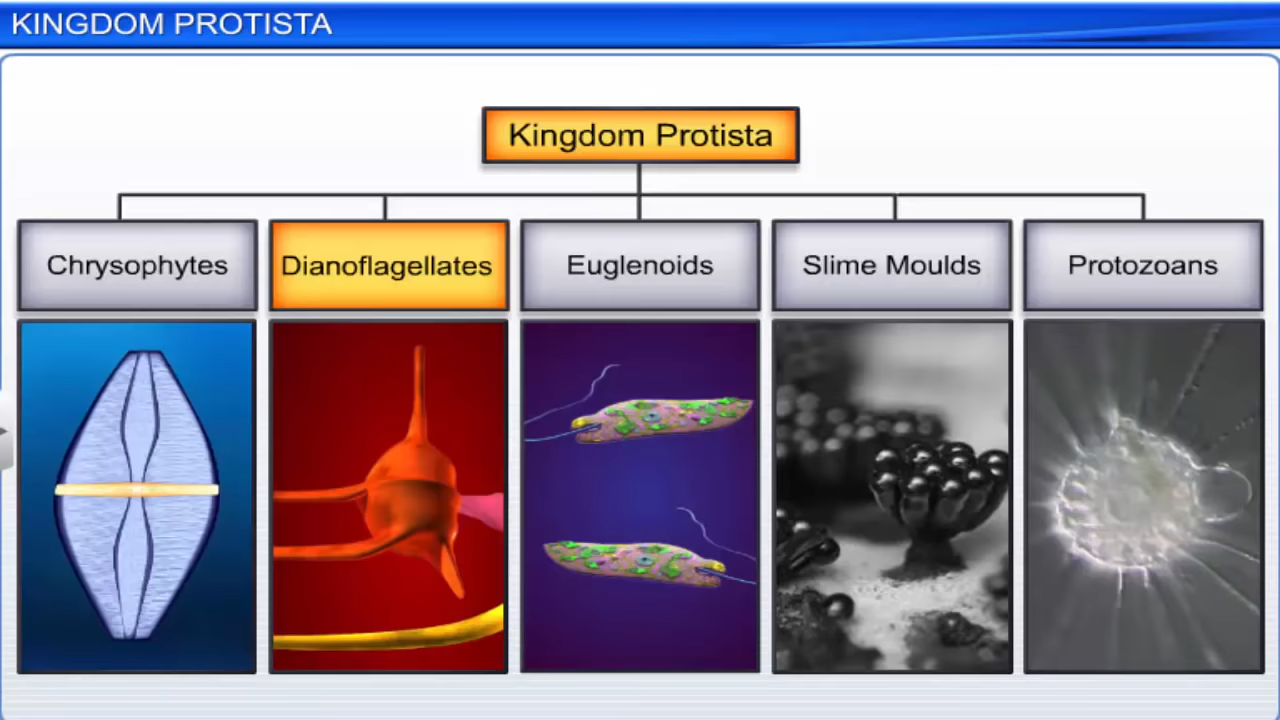 KINGDOM PROTISTA
Kingdom Protista
Chrysophytes
Dianoflagellates
Euglenoids
Slime Moulds
Protozoans